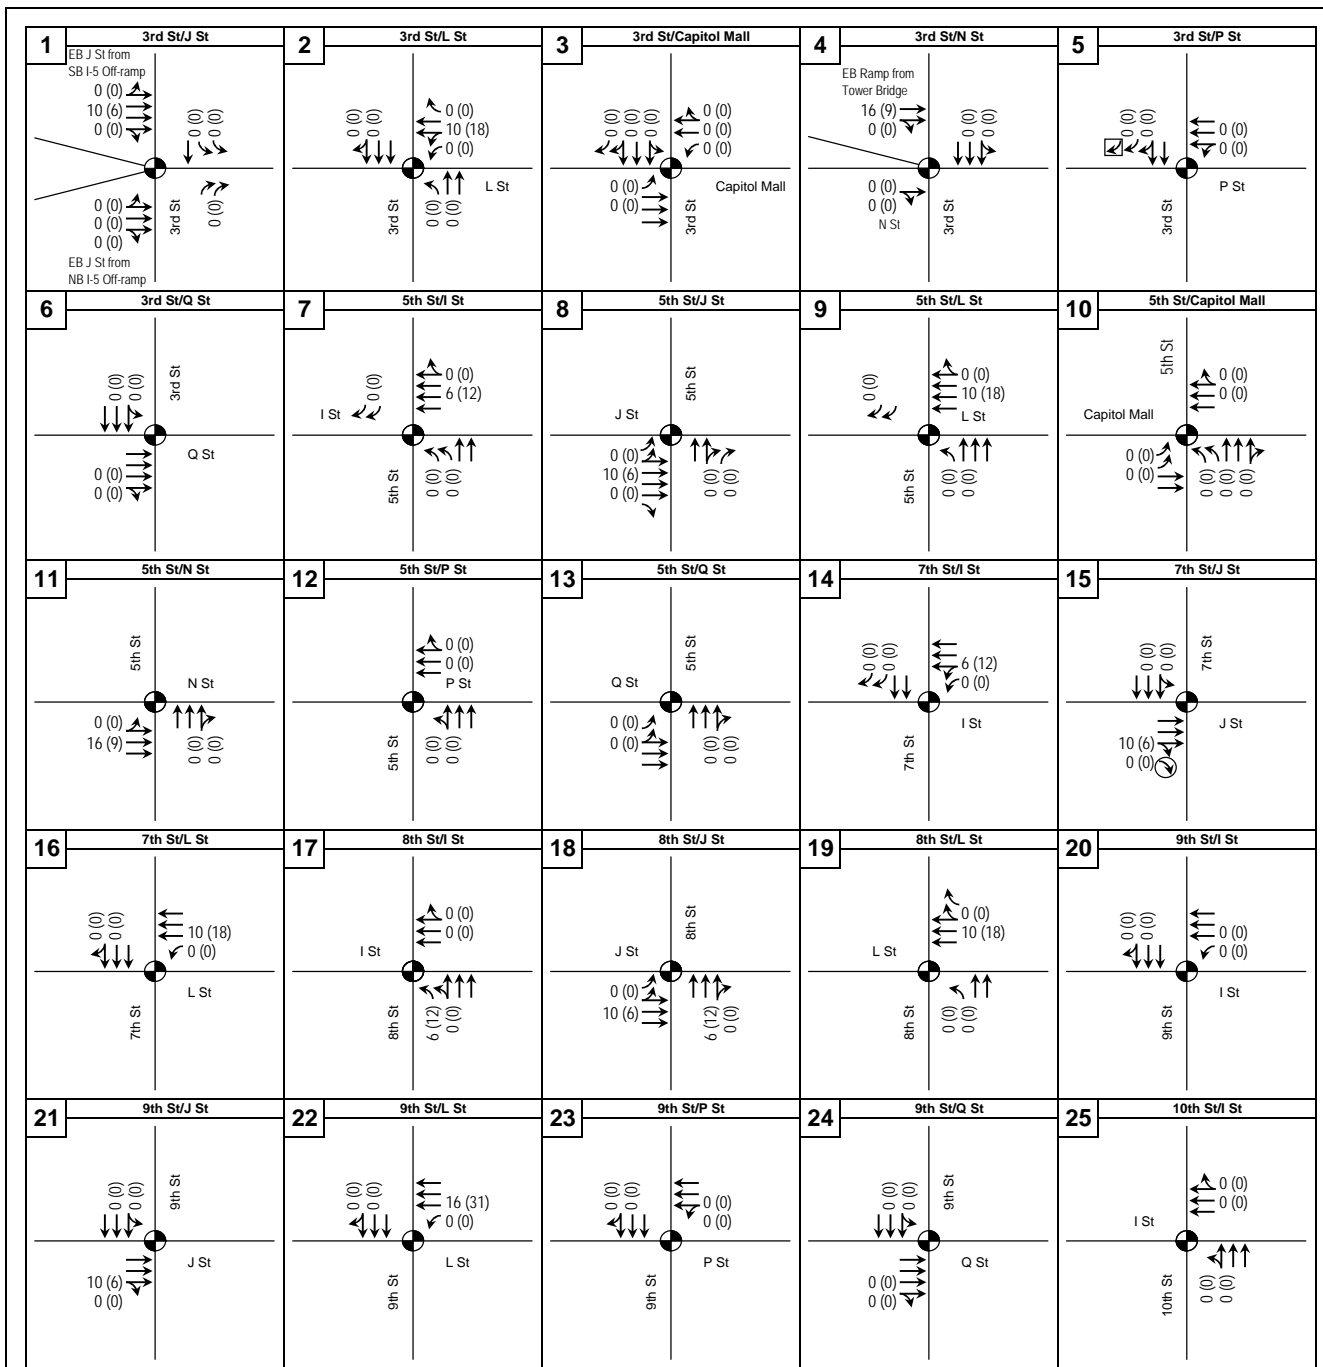 1
3rd St/J St
EB J St from
SB I-5 Off-ramp
0 (0)
10 (6)
0 (0)
0 (0)
0 (0)
0 (0)
0 (0)
0 (0)
0 (0)
3rd St
EB J St from
NB I-5 Off-ramp
2
3rd St/L St
0 (0)
0 (0)
0 (0)
10 (18)
0 (0)
L St
0 (0)
0 (0)
3rd St
3
3rd St/Capitol Mall
0 (0)
0 (0)
0 (0)
0 (0)
0 (0)
0 (0)
0 (0)
0 (0)
Capitol Mall
3rd St
4
3rd St/N St
EB Ramp from
Tower Bridge
16 (9)
0 (0)
0 (0)
0 (0)
0 (0)
0 (0)
N St
3rd St
5
3rd St/P St
0 (0)
0 (0)
0 (0)
0 (0)
P St
3rd St
6
3rd St/Q St
0 (0)
0 (0)
3rd St
Q St
0 (0)
0 (0)
7
5th St/I St
0 (0)
0 (0)
6 (12)
I St
0 (0)
0 (0)
5th St
8
5th St/J St
5th St
J St
0 (0)
10 (6)
0 (0)
0 (0)
0 (0)
9
5th St/L St
0 (0)
0 (0)
10 (18)
L St
0 (0)
0 (0)
5th St
10
5th St/Capitol Mall
5th St
0 (0)
0 (0)
Capitol Mall
0 (0)
0 (0)
0 (0)
0 (0)
0 (0)
11
5th St/N St
5th St
N St
0 (0)
16 (9)
0 (0)
0 (0)
12
5th St/P St
0 (0)
0 (0)
P St
0 (0)
0 (0)
5th St
13
5th St/Q St
5th St
Q St
0 (0)
0 (0)
0 (0)
0 (0)
14
7th St/I St
0 (0)
0 (0)
6 (12)
0 (0)
I St
7th St
15
7th St/J St
0 (0)
0 (0)
7th St
J St
10 (6)
0 (0)
16
7th St/L St
0 (0)
0 (0)
10 (18)
0 (0)
L St
7th St
17
8th St/I St
0 (0)
0 (0)
I St
6 (12)
0 (0)
8th St
18
8th St/J St
8th St
J St
0 (0)
10 (6)
6 (12)
0 (0)
19
8th St/L St
0 (0)
10 (18)
L St
0 (0)
0 (0)
8th St
20
9th St/I St
0 (0)
0 (0)
0 (0)
0 (0)
I St
9th St
21
9th St/J St
0 (0)
0 (0)
9th St
J St
10 (6)
0 (0)
22
9th St/L St
0 (0)
0 (0)
16 (31)
0 (0)
L St
9th St
23
9th St/P St
0 (0)
0 (0)
0 (0)
0 (0)
P St
9th St
24
9th St/Q St
0 (0)
0 (0)
9th St
Q St
0 (0)
0 (0)
25
10th St/I St
0 (0)
0 (0)
I St
0 (0)
0 (0)
10th St